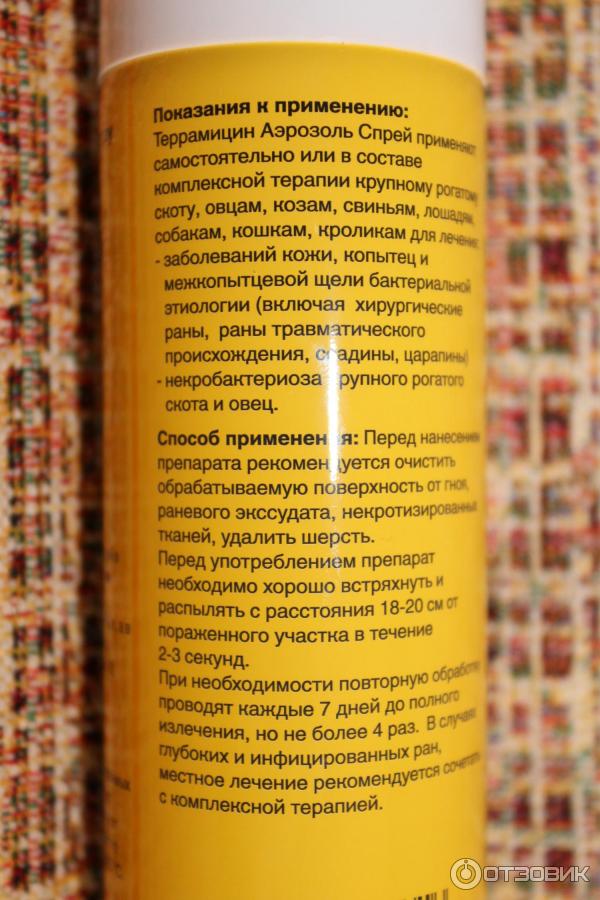 Показания к применению:
Террамицин Аэрозоль Спрей применяют
самостоятельно или в составе
комплексной терапии крупному рогатому
скоту, овцам, козам, свиньям, лошадям,
собакам, кошкам, кроликам для лечения:
- заболеваний кожи, копытец и
межкопытцевой щели бактериальной
этиологии (включая хирургические
раны, раны травматического
происхождения, ссадины, царапины)
- некробактериоза крупного рогатого
скота и овец.
Способ применения: Перед нанесением
препарата рекомендуется очистить
обрабатываемую поверхность от гноя,
раневого экссудата, некротизированных
тканей, удалить шерсть.
Перед употреблением препарат
необходимо хорошо встряхнуть и
распылять с расстояния 18-20 см от
пораженного участка в течение
2-3 секунд.
При необходимости повторную обработку
проводят каждые 7 дней до полного
излечения, но не более 4 раз. В случаях
глубоких и инфицированных ран,
местное лечение рекомендуется сочетать
с комплексной терапией.
ОТЗОВИК